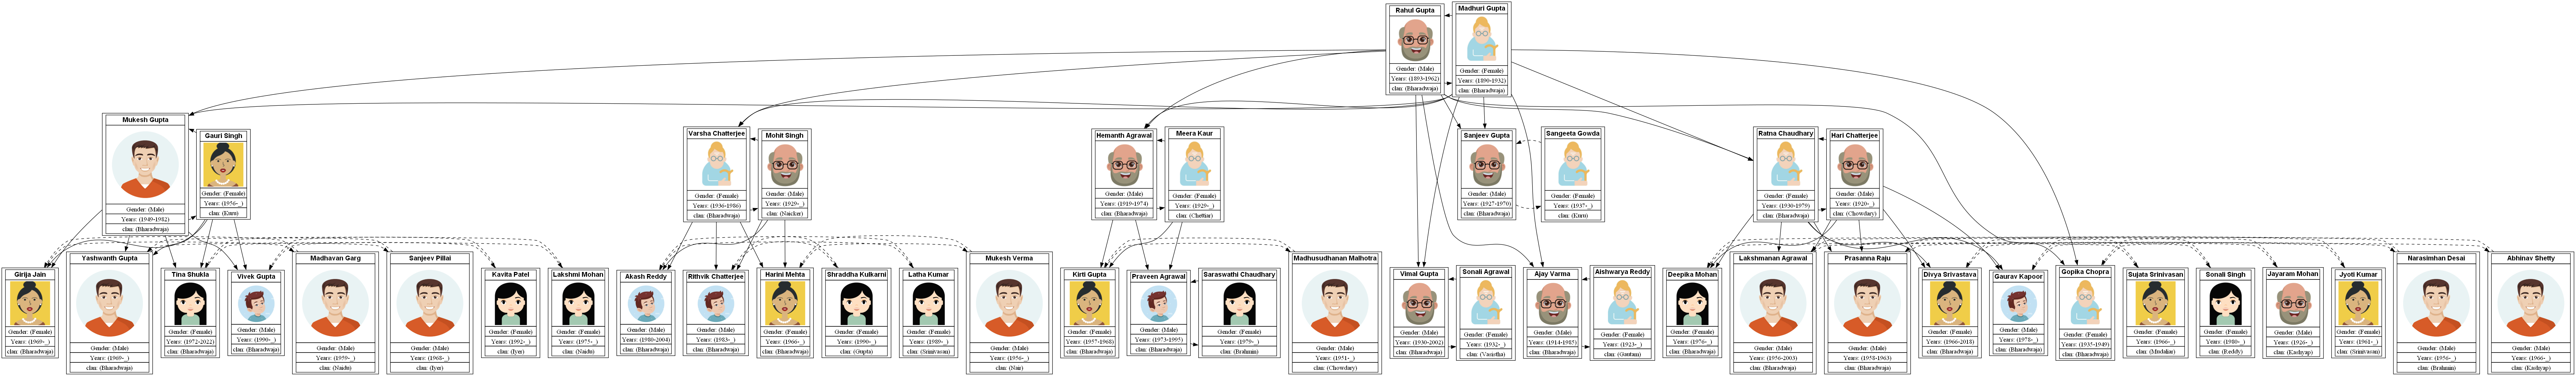 Rahul Gupta
Gender: (Male)
Years: (1893-1962)
clan: (Bharadwaja)
Madhuri Gupta
Gender: (Female)
Years: (1890-1932)
clan: (Bharadwaja)
Mukesh Gupta
Gender: (Male)
Years: (1949-1982)
clan: (Bharadwaja)
Gauri Singh
Gender: (Female)
Years: (1956-_)
clan: (Kuru)
Varsha Chatterjee
Gender: (Female)
Years: (1936-1986)
clan: (Bharadwaja)
Mohit Singh
Gender: (Male)
Years: (1929-_)
clan: (Naicker)
Hemanth Agrawal
Gender: (Male)
Years: (1919-1974)
clan: (Bharadwaja)
Meera Kaur
Gender: (Female)
Years: (1929-_)
clan: (Chettiar)
Sanjeev Gupta
Gender: (Male)
Years: (1927-1970)
clan: (Bharadwaja)
Sangeeta Gowda
Gender: (Female)
Years: (1937-_)
clan: (Kuru)
Ratna Chaudhary
Gender: (Female)
Years: (1930-1979)
clan: (Bharadwaja)
Hari Chatterjee
Gender: (Male)
Years: (1920-_)
clan: (Chowdary)
Girija Jain
Gender: (Female)
Years: (1969-_)
clan: (Bharadwaja)
Yashwanth Gupta
Gender: (Male)
Years: (1969-_)
clan: (Bharadwaja)
Tina Shukla
Gender: (Female)
Years: (1972-2022)
clan: (Bharadwaja)
Vivek Gupta
Gender: (Male)
Years: (1990-_)
clan: (Bharadwaja)
Madhavan Garg
Gender: (Male)
Years: (1959-_)
clan: (Naidu)
Sanjeev Pillai
Gender: (Male)
Years: (1968-_)
clan: (Iyer)
Kavita Patel
Gender: (Female)
Years: (1992-_)
clan: (Iyer)
Lakshmi Mohan
Gender: (Female)
Years: (1975-_)
clan: (Naidu)
Akash Reddy
Gender: (Male)
Years: (1980-2004)
clan: (Bharadwaja)
Rithvik Chatterjee
Gender: (Male)
Years: (1983-_)
clan: (Bharadwaja)
Harini Mehta
Gender: (Female)
Years: (1966-_)
clan: (Bharadwaja)
Shraddha Kulkarni
Gender: (Female)
Years: (1990-_)
clan: (Gupta)
Latha Kumar
Gender: (Female)
Years: (1989-_)
clan: (Srinivasan)
Mukesh Verma
Gender: (Male)
Years: (1956-_)
clan: (Nair)
Kirti Gupta
Gender: (Female)
Years: (1957-1968)
clan: (Bharadwaja)
Praveen Agrawal
Gender: (Male)
Years: (1973-1995)
clan: (Bharadwaja)
Saraswathi Chaudhary
Gender: (Female)
Years: (1979-_)
clan: (Brahmin)
Madhusudhanan Malhotra
Gender: (Male)
Years: (1951-_)
clan: (Chowdary)
Vimal Gupta
Gender: (Male)
Years: (1930-2002)
clan: (Bharadwaja)
Sonali Agrawal
Gender: (Female)
Years: (1932-_)
clan: (Vasistha)
Ajay Varma
Gender: (Male)
Years: (1914-1985)
clan: (Bharadwaja)
Aishwarya Reddy
Gender: (Female)
Years: (1923-_)
clan: (Gautam)
Deepika Mohan
Gender: (Female)
Years: (1976-_)
clan: (Bharadwaja)
Lakshmanan Agrawal
Gender: (Male)
Years: (1956-2003)
clan: (Bharadwaja)
Prasanna Raju
Gender: (Male)
Years: (1958-1963)
clan: (Bharadwaja)
Divya Srivastava
Gender: (Female)
Years: (1966-2018)
clan: (Bharadwaja)
Gaurav Kapoor
Gender: (Male)
Years: (1978-_)
clan: (Bharadwaja)
Gopika Chopra
Gender: (Female)
Years: (1935-1949)
clan: (Bharadwaja)
Sujata Srinivasan
Gender: (Female)
Years: (1966-_)
clan: (Mudaliar)
Sonali Singh
Gender: (Female)
Years: (1980-_)
clan: (Reddy)
Jayaram Mohan
Gender: (Male)
Years: (1926-_)
clan: (Kashyap)
Jyoti Kumar
Gender: (Female)
Years: (1961-_)
clan: (Srinivasan)
Narasimhan Desai
Gender: (Male)
Years: (1956-_)
clan: (Brahmin)
Abhinav Shetty
Gender: (Male)
Years: (1966-_)
clan: (Kashyap)